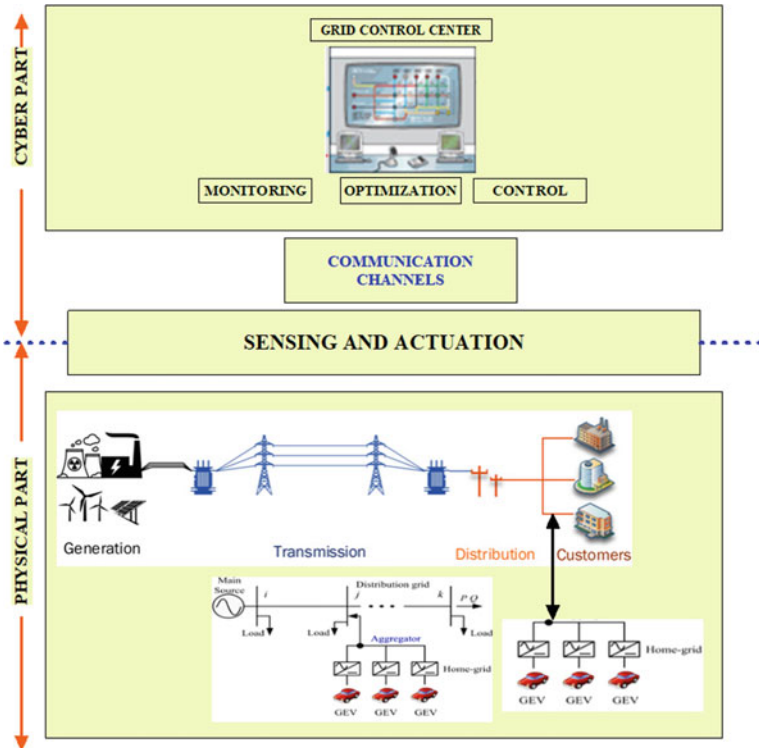 GRID CONTROL CENTER
CYBER PART
MONITORING OPTIMIZATION CONTROL
COMMUNICATION
CHANNELS
SENSING AND ACTUATION
PHYSICAL PART
Generation Transmission Distribution Customers
Main
Source
i j Distribution grid k P Q
Load Load Load
Aggregator
Home-grid
GEV GEV GEV
Home-grid
GEV GEV GEV